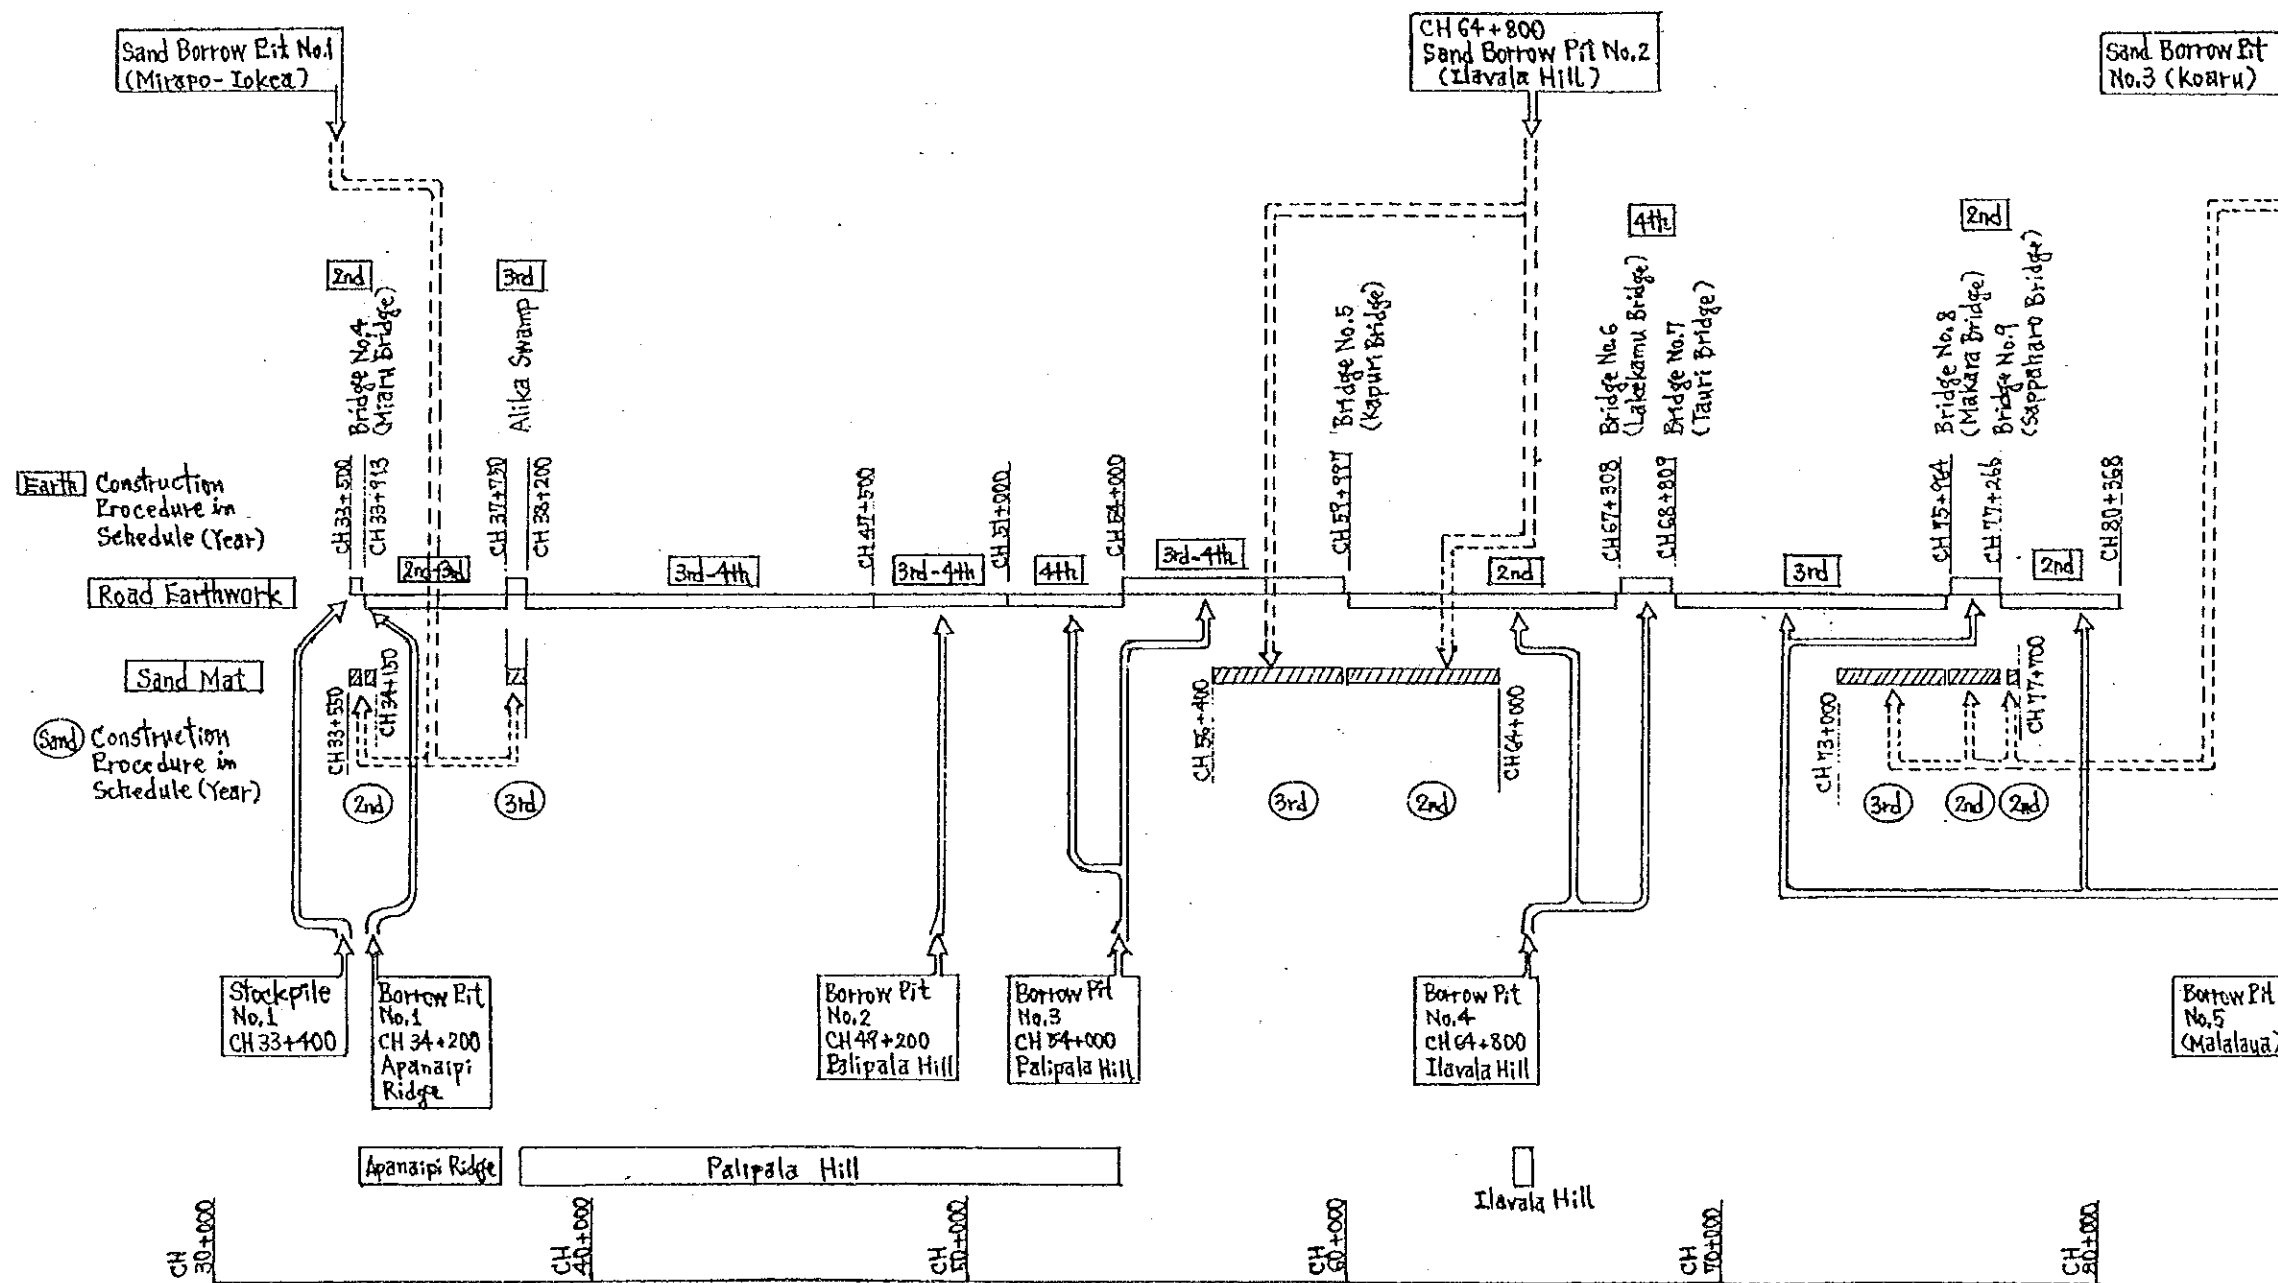 Sand Borrow Pit No.1
(Mirapo-Iokea)
CH 64+800
Sand Borrow Pit No.2
(Ilavala Hill)
Sand Borrow Pit
No.3 (Koaru)
2nd
3rd
4th
2nd
Bridge No.4
(Miaru Bridge)
Alika Swamp
Bridge No.5
(Kapuri Bridge)
Bridge No.6
(Lakekamu Bridge)
Bridge No.7
(Tauri Bridge)
Bridge No.8
(Makara Bridge)
Bridge No.9
(Sappharo Bridge)
Earth
Construction
Procedure in
Schedule (Year)
CH 33+500
CH 33+913
CH 37+750
CH 38+200
CH 47+500
CH 51+000
CH 54+000
CH 59+997
CH 67+308
CH 68+809
CH 75+964
CH 77+266
CH 80+368
Road Earthwork
2nd-3rd
3rd-4th
3rd-4th
4th
3rd-4th
2nd
3rd
2nd
Sand Mat
CH 33+550
CH 34+150
CH 56+400
CH 64+000
CH 73+000
CH 77+700
Sand
Construction
Procedure in
Schedule (Year)
2nd
3rd
3rd
2nd
3rd
2nd
2nd
Stockpile
No.1
CH 33+400
Borrow Pit
No.1
CH 34+200
Apanaipi
Ridge
Borrow Pit
No.2
CH 49+200
Palipala Hill
Borrow Pit
No.3
CH 54+000
Palipala Hill
Borrow Pit
No.4
CH 64+800
Ilavala Hill
Borrow Pit
No.5
(Malalaua)
Apanaipi Ridge
Palipala Hill
Ilavala Hill
CH
30+000
CH
40+000
CH
50+000
CH
60+000
CH
70+000
CH
80+000